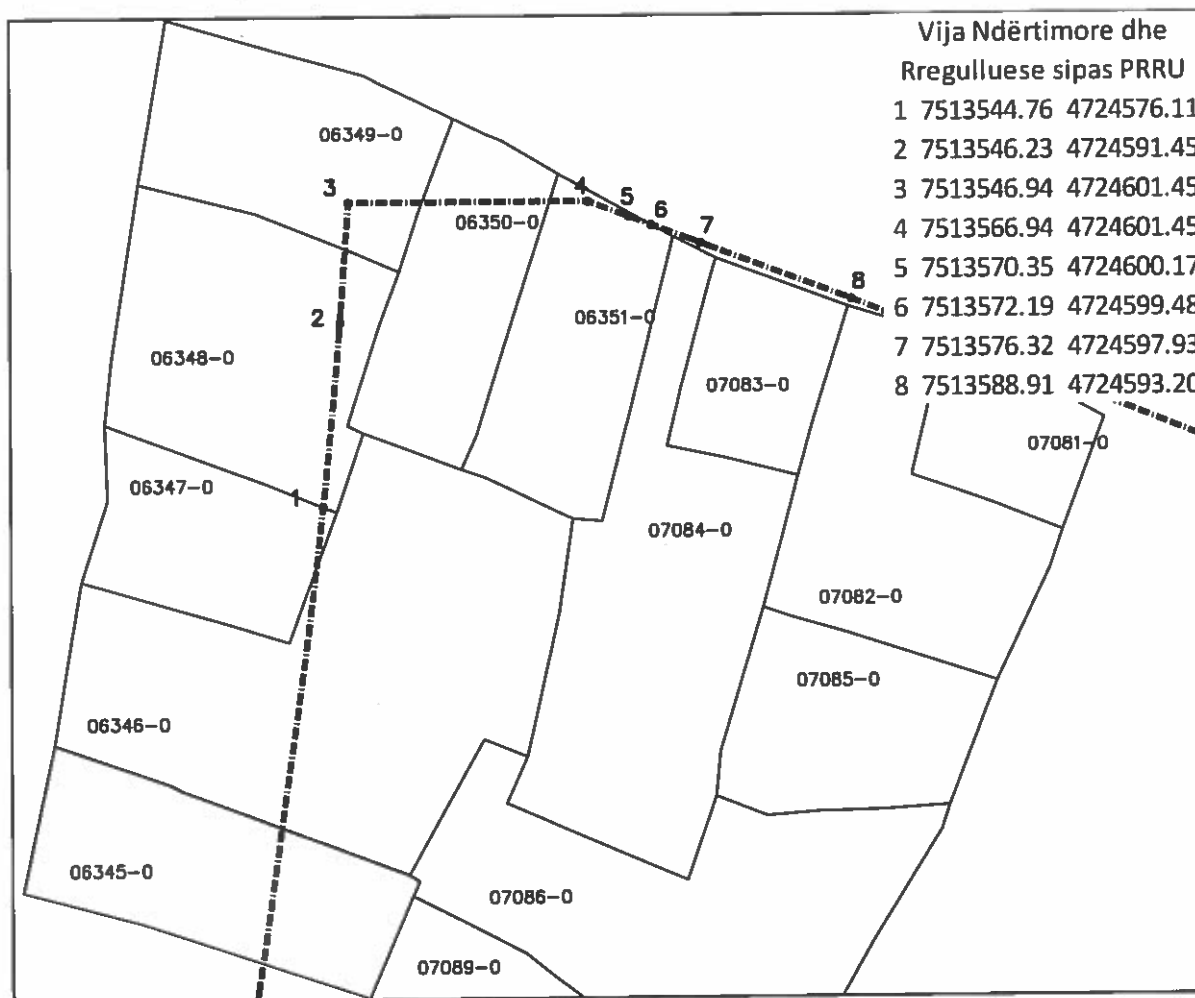 Vija Ndërtimore dhe
Rregulluese sipas PRRU
1 7513544.76 4724576.11
2 7513546.23 4724591.45
3 7513546.94 4724601.45
4 7513566.94 4724601.45
5 7513570.35 4724600.17
6 7513572.19 4724599.48
7 7513576.32 4724597.93
8 7513588.91 4724593.20
06349-0
3
4
5
6
7
8
06350-0
2
06351-0
06348-0
07083-0
07081-0
06347-0
1
07084-0
07082-0
07085-0
06346-0
06345-0
07086-0
07089-0